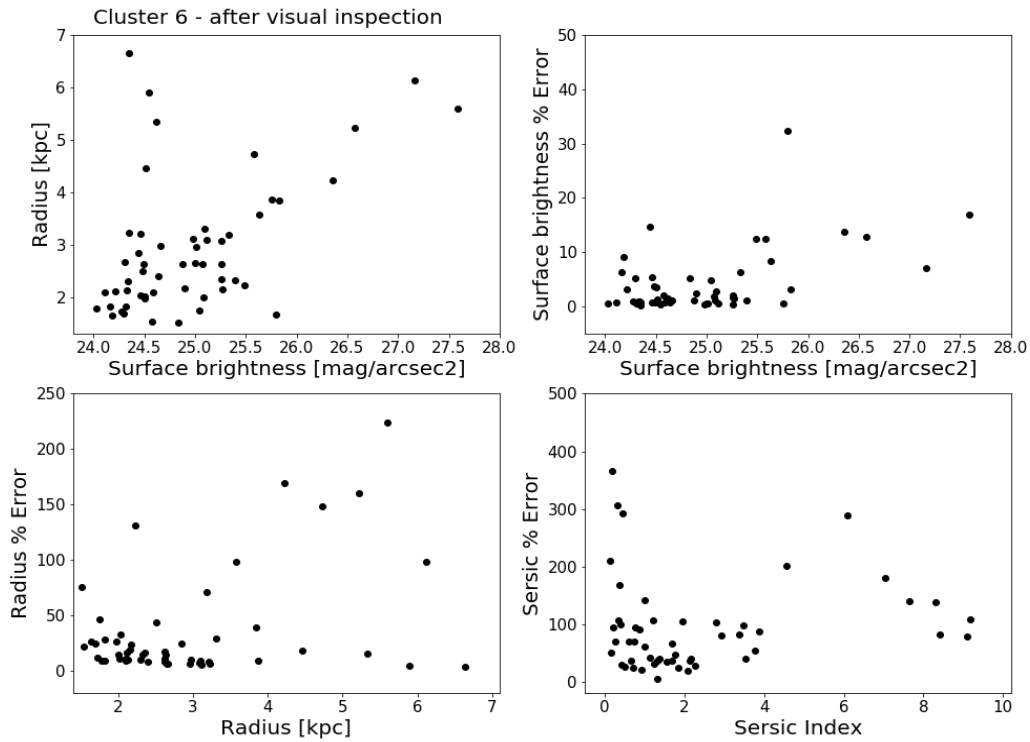 Cluster 6 - after visual inspection
7
6
5
4
3
2
Radius [kpc]
24.0 24.5 25.0 25.5 26.0 26.5 27.0 27.5 28.0
Surface brightness [mag/arcsec2]
50
40
30
20
10
0
Surface brightness % Error
24.0 24.5 25.0 25.5 26.0 26.5 27.0 27.5 28.0
Surface brightness [mag/arcsec2]
250
200
150
100
50
0
Radius % Error
2 3 4 5 6 7
Radius [kpc]
500
400
300
200
100
0
Sersic % Error
0 2 4 6 8 10
Sersic Index